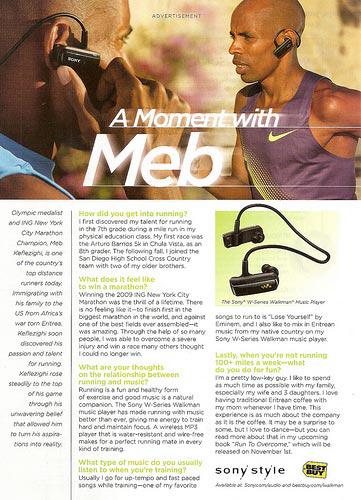 ADVERTISEMENT
SONY
A Moment with
Meb
Olympic medalist
and ING New York
City Marathon
Champion, Meb
Keflezighi, is one
of the country's
top distance
runners today.
Immigrating with
his family to the
US from Africa's
war torn Eritrea,
Keflezighi soon
discovered his
passion and talent
for running.
Keflezighi rose
steadily to the top
of his game
through his
unwavering belief
that allowed him
to turn his aspira-
tions into reality.
How did you get into running?
I first discovered my talent for running
in the 7th grade during a mile run in my
physical education class. My first race was
the Arturo Barrios 5k in Chula Vista, as an
8th grader. The following fall, I joined the
San Diego High School Cross Country
team with two of my older brothers.
What does it feel like
to win a marathon?
Winning the 2009 ING New York City
Marathon was the thrill of a lifetime. There
is no feeling like it—to finish first in the
biggest marathon in the world, and against
one of the best fields ever assembled—it
was amazing. Through the help of so many
people, I was able to overcome a severe
injury and win a race many others thought
I could no longer win.
What are your thoughts
on the relationship between
running and music?
Running is a fun and healthy form
of exercise and good music is a natural
companion. The Sony W-Series Walkman
music player has made running with music
better than ever, giving me energy to train
hard and maintain focus. A wireless MP3
player that is water-resistant and wire-free
makes for a perfect running mate in every
kind of training.
What type of music do you usually
listen to when you're training?
Usually I go for up-tempo and fast paced
songs while training—one of my favorite
The Sony W-Series Walkman Music Player
songs to run to is "Lose Yourself" by
Eminem, and I also like to mix in Eritrean
music from my native country on my
Sony W-Series Walkman music player.
Lastly, when you're not running
100+ miles a week—what
do you do for fun?
I'm a pretty low-key guy. I like to spend
as much time as possible with my family,
especially my wife and 3 daughters. I love
having traditional Eritrean coffee with
my mom whenever I have time. This
experience is as much about the company
as it is the coffee. It may be a surprise to
some, but I love to dance—but you can
read more about that in my upcoming
book "Run To Overcome," which will be
released on November 1st.
sony style
BEST
BUY
Available at: Sony.com/audio and bestbuy.com/walkman